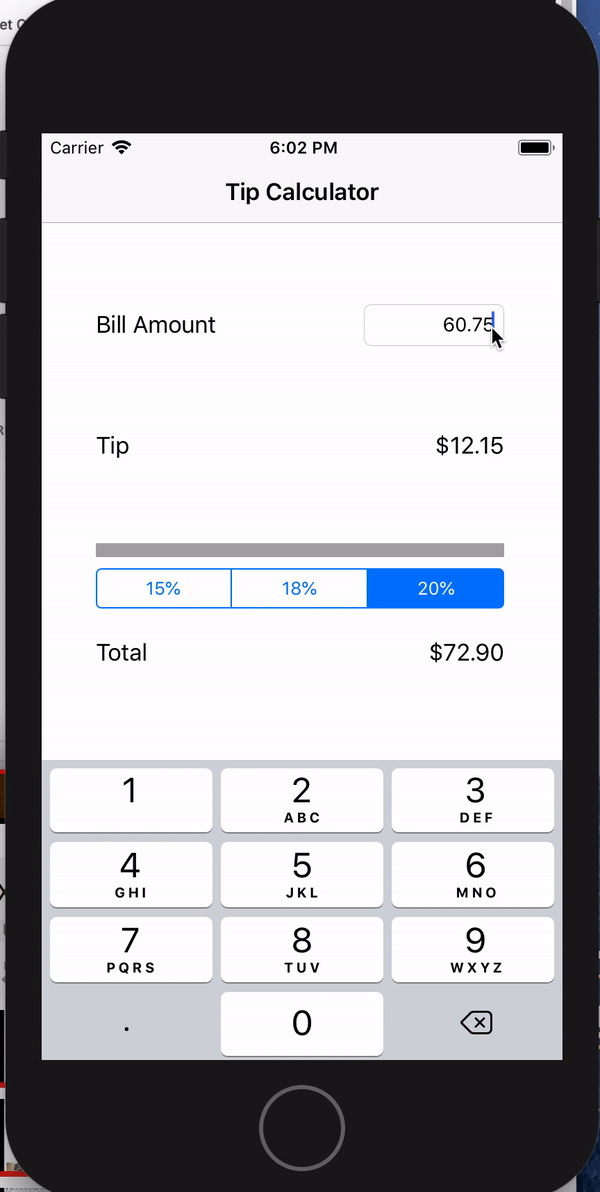 et
Carrier 6:02 PM
Tip Calculator
Bill Amount 60.75
Tip $12.15
15% 18% 20%
Total $72.90
1 2 3
ABC DEF
4 5 6
GHI JKL MNO
7 8 9
PQRS TUV WXYZ
. 0